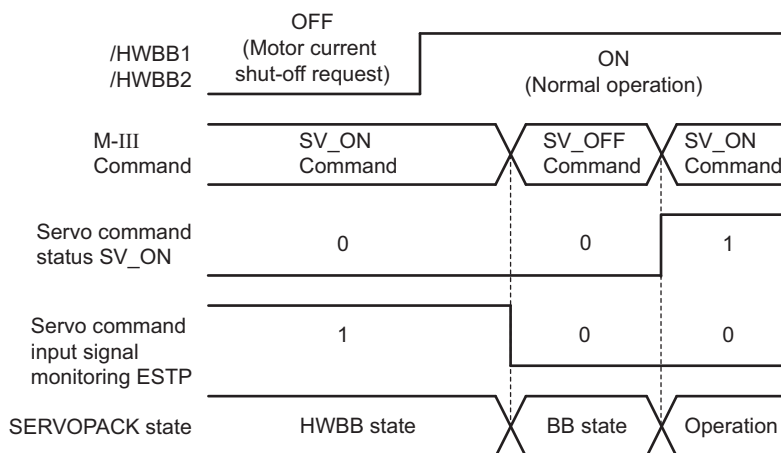 OFF
(Motor current
shut-off request)
/HWBB1
/HWBB2
ON
(Normal operation)
M-III
Command
SV_ON
Command
SV_OFF
Command
SV_ON
Command
Servo command
status SV_ON
0
0
1
Servo command
input signal
monitoring ESTP
1
0
0
SERVOPACK state
HWBB state
BB state
Operation